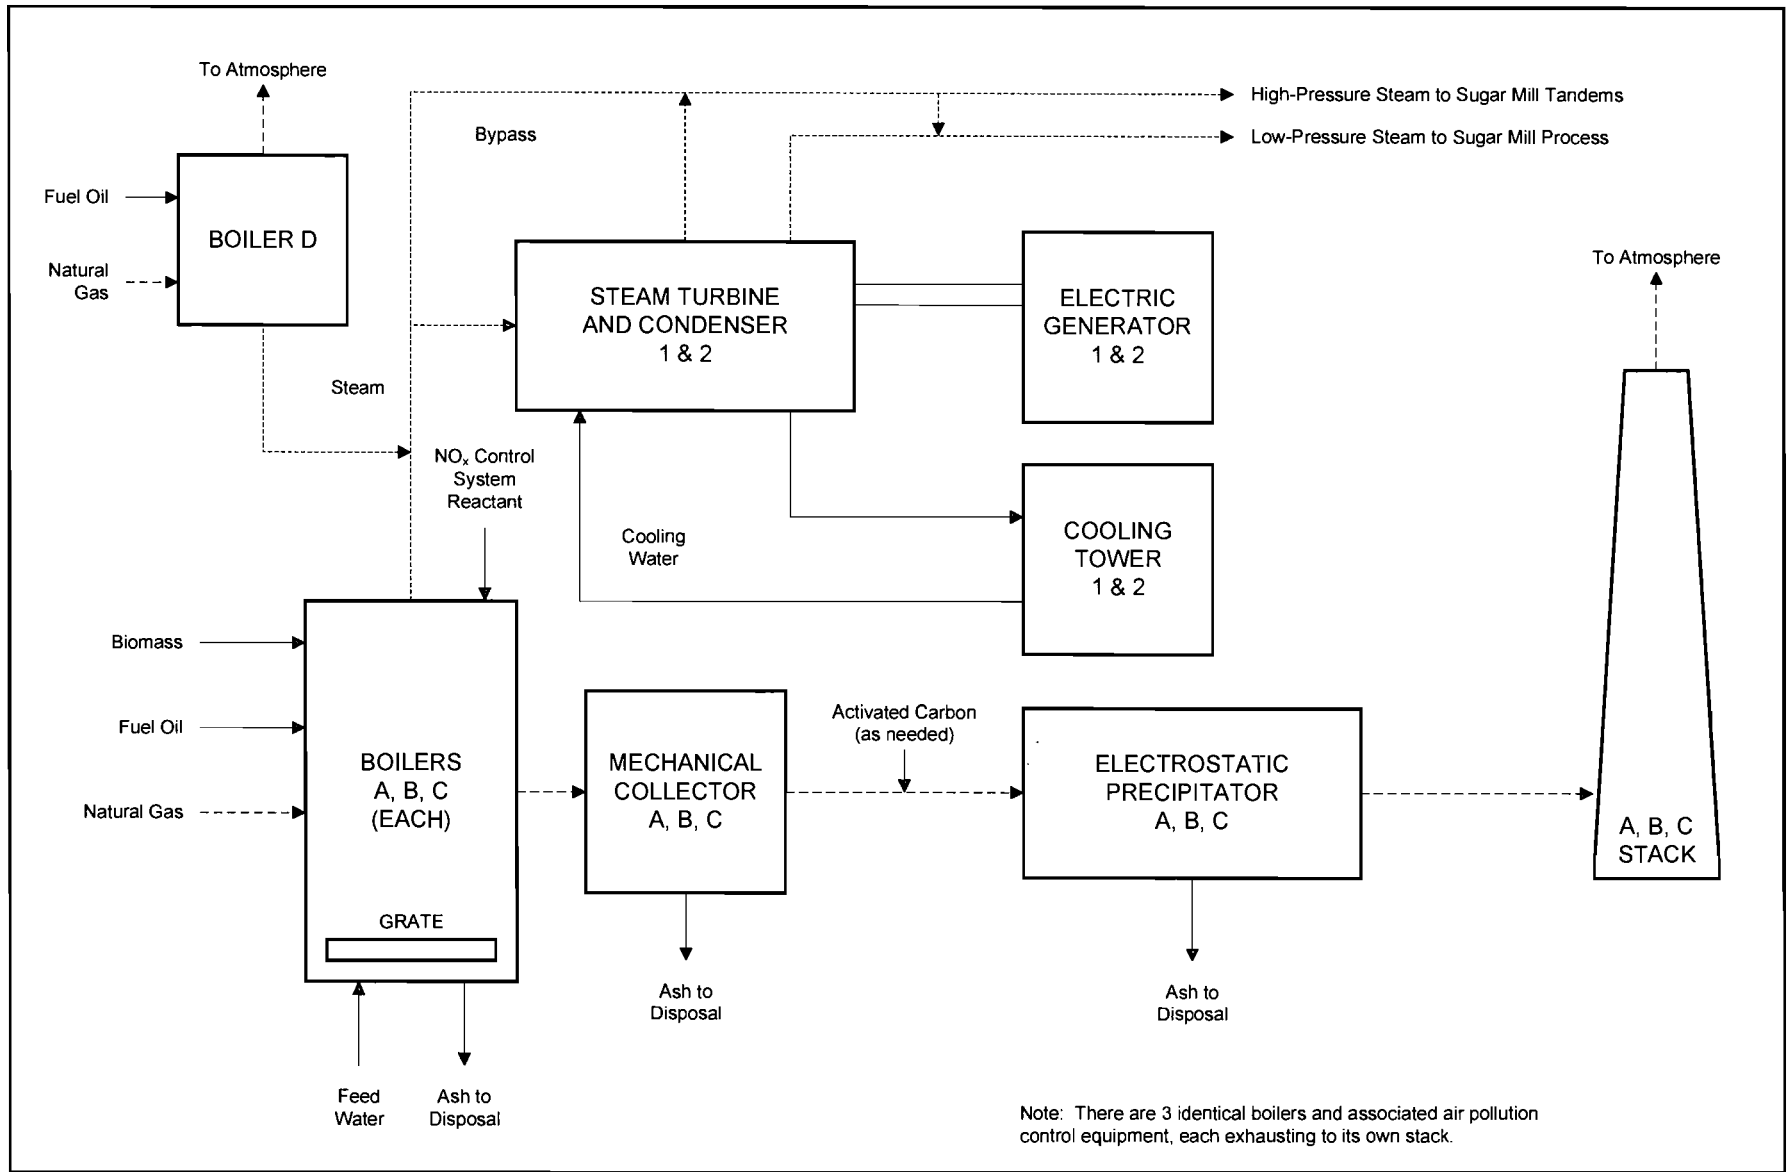 To Atmosphere
High-Pressure Steam to Sugar Mill Tandems
Bypass
Low-Pressure Steam to Sugar Mill Process
Fuel Oil
BOILER D
Natural
Gas
To Atmosphere
STEAM TURBINE
AND CONDENSER
1 & 2
ELECTRIC
GENERATOR
1 & 2
Steam
NOₓ Control
System
Reactant
Cooling
Water
COOLING
TOWER
1 & 2
Biomass
Fuel Oil
Natural Gas
BOILERS
A, B, C
(EACH)
GRATE
MECHANICAL
COLLECTOR
A, B, C
Activated Carbon
(as needed)
ELECTROSTATIC
PRECIPITATOR
A, B, C
A, B, C
STACK
Ash to
Disposal
Ash to
Disposal
Feed
Water
Ash to
Disposal
Note: There are 3 identical boilers and associated air pollution
control equipment, each exhausting to its own stack.